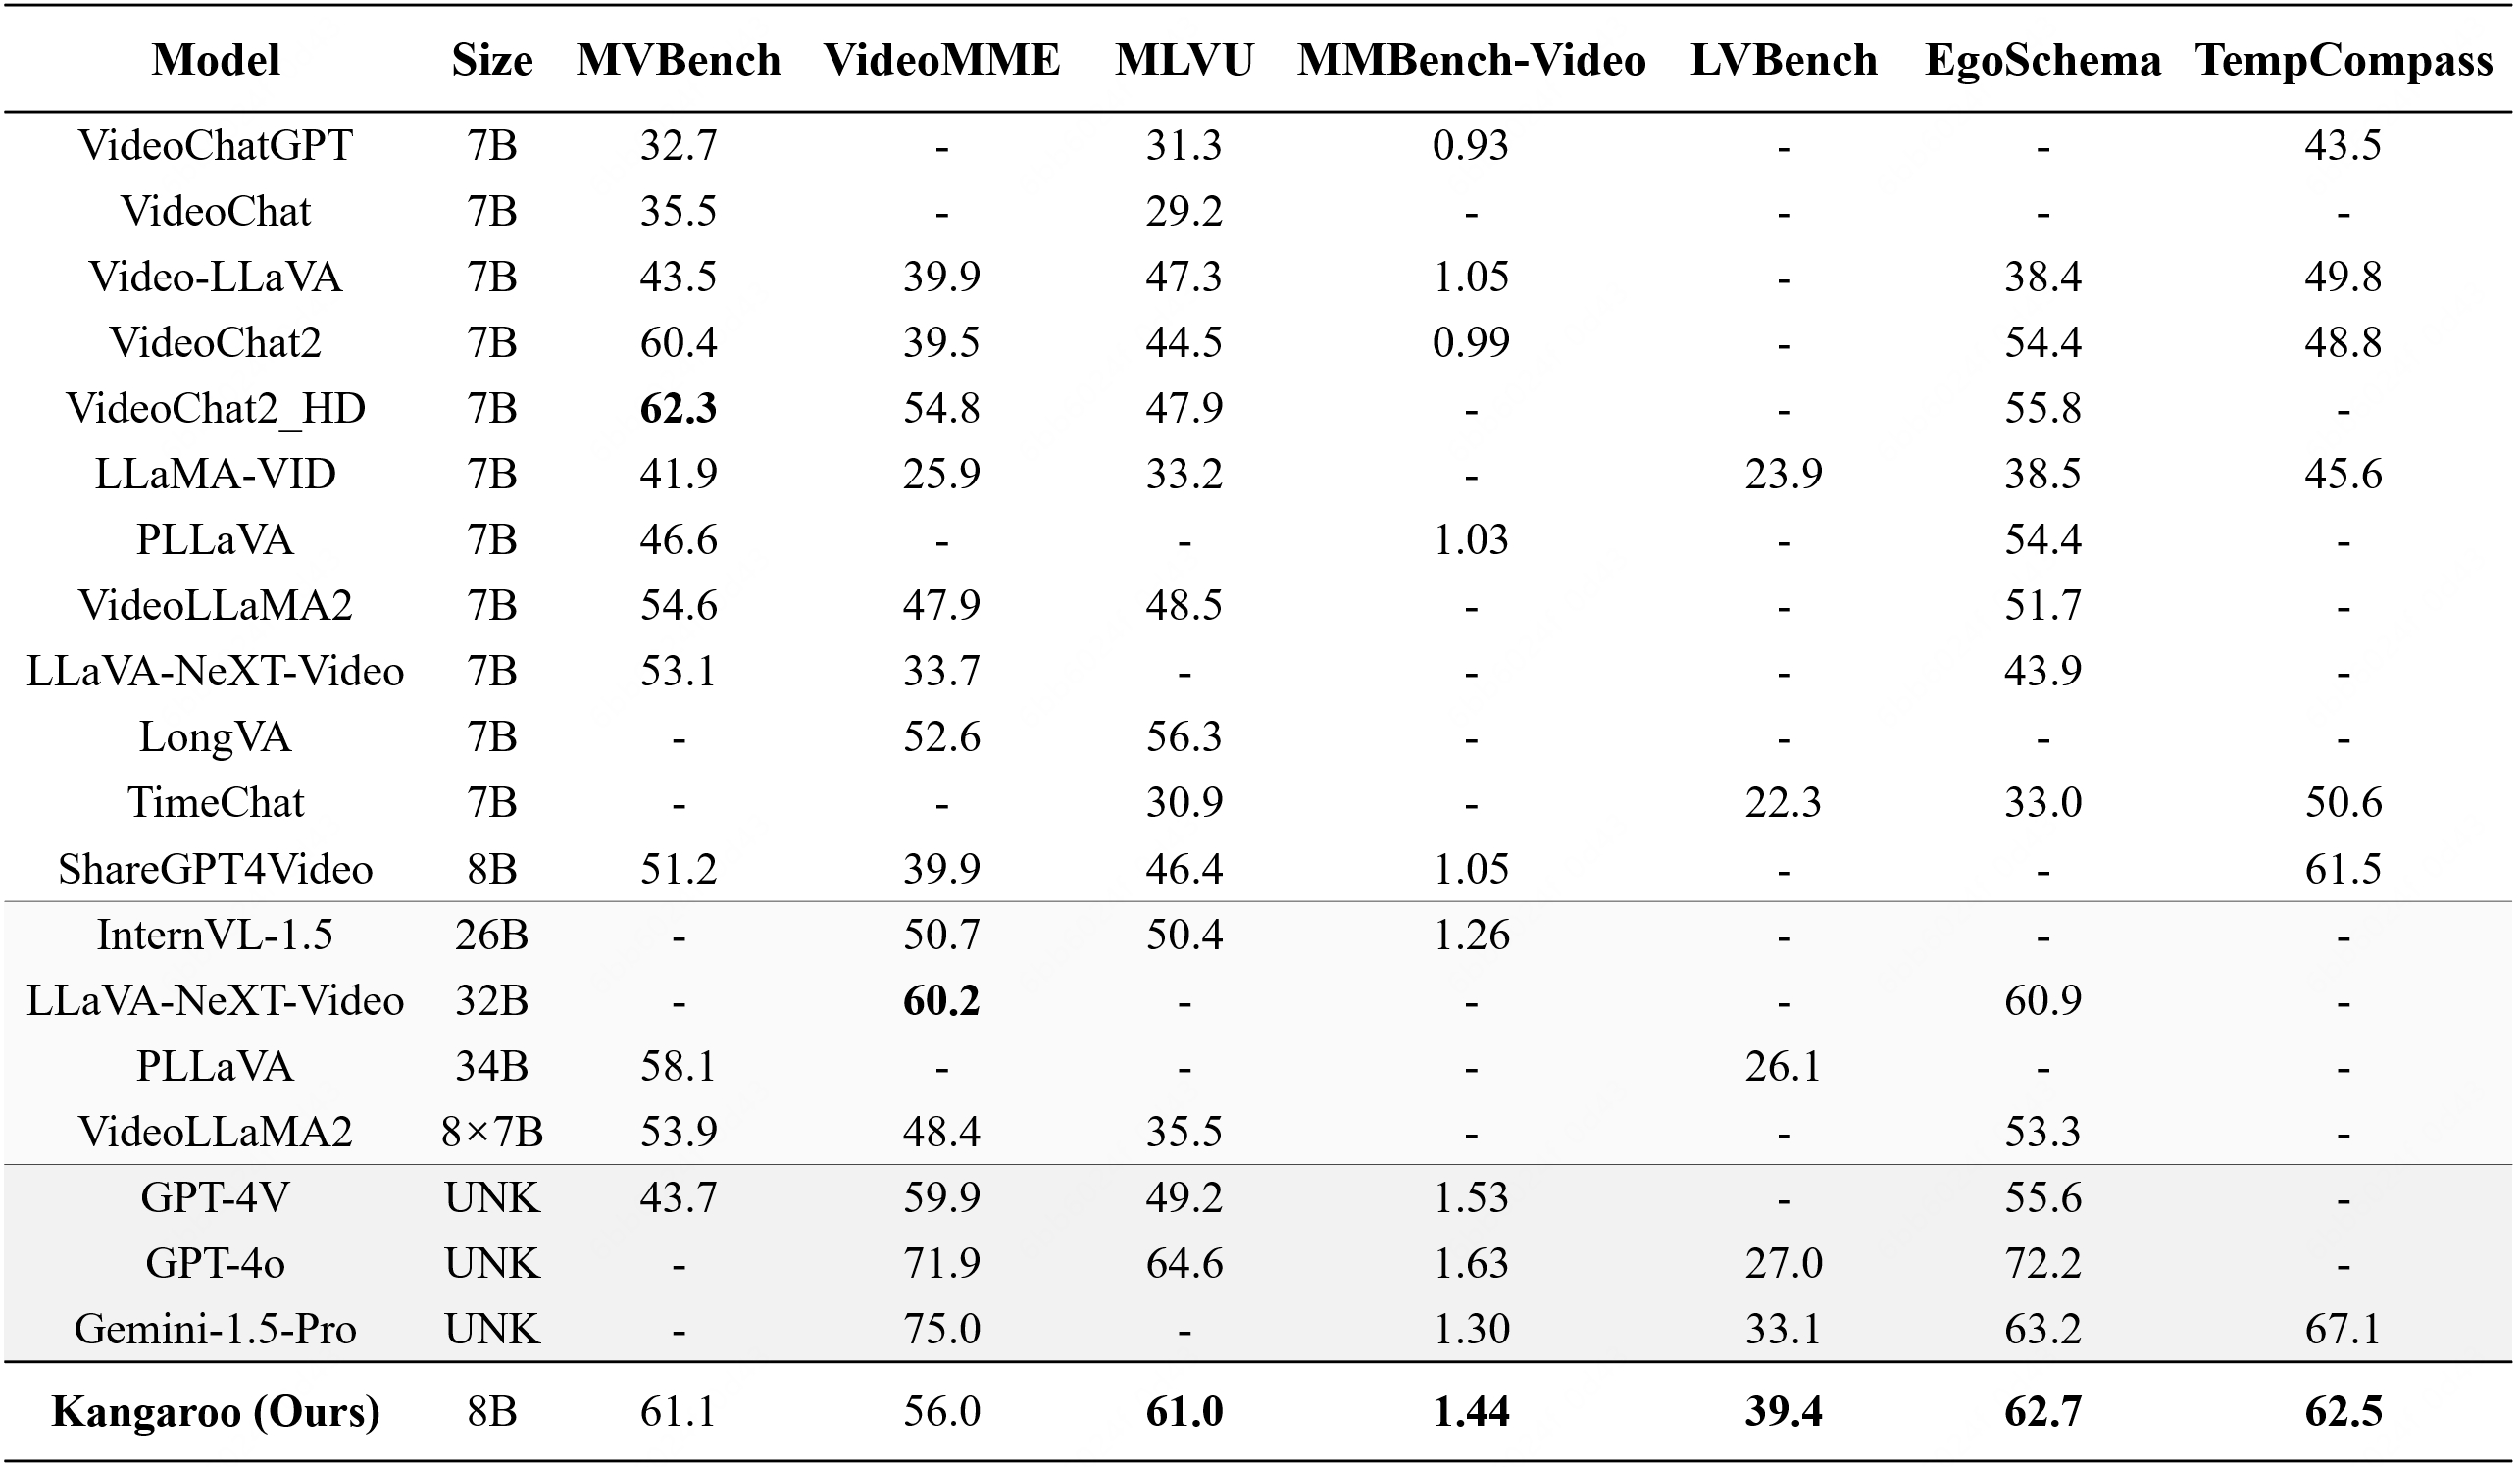 Model Size MVBench VideoMME MLVU MMBench-Video LVBench EgoSchema TempCompass
VideoChatGPT 7B 32.7 - 31.3 0.93 - - 43.5
VideoChat 7B 35.5 - 29.2 - - - -
Video-LLaVA 7B 43.5 39.9 47.3 1.05 - 38.4 49.8
VideoChat2 7B 60.4 39.5 44.5 0.99 - 54.4 48.8
VideoChat2_HD 7B 62.3 54.8 47.9 - - 55.8 -
LLaMA-VID 7B 41.9 25.9 33.2 - 23.9 38.5 45.6
PLLaVA 7B 46.6 - - 1.03 - 54.4 -
VideoLLaMA2 7B 54.6 47.9 48.5 - - 51.7 -
LLaVA-NeXT-Video 7B 53.1 33.7 - - - 43.9 -
LongVA 7B - 52.6 56.3 - - - -
TimeChat 7B - - 30.9 - 22.3 33.0 50.6
ShareGPT4Video 8B 51.2 39.9 46.4 1.05 - - 61.5
InternVL-1.5 26B - 50.7 50.4 1.26 - - -
LLaVA-NeXT-Video 32B - 60.2 - - - 60.9 -
PLLaVA 34B 58.1 - - - 26.1 - -
VideoLLaMA2 8×7B 53.9 48.4 35.5 - - 53.3 -
GPT-4V UNK 43.7 59.9 49.2 1.53 - 55.6 -
GPT-4o UNK - 71.9 64.6 1.63 27.0 72.2 -
Gemini-1.5-Pro UNK - 75.0 - 1.30 33.1 63.2 67.1
Kangaroo (Ours) 8B 61.1 56.0 61.0 1.44 39.4 62.7 62.5